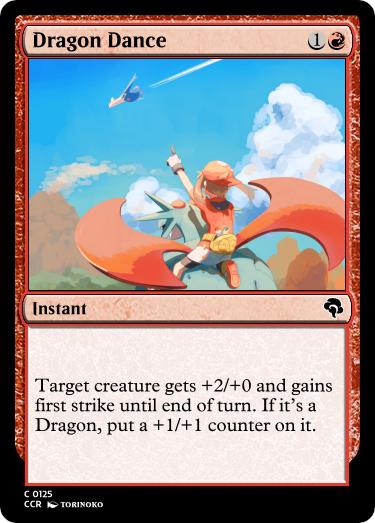 Dragon Dance 1
Instant
Target creature gets +2/+0 and gains
first strike until end of turn. If it's a
Dragon, put a +1/+1 counter on it.
C 0125
CCR TORINOKO